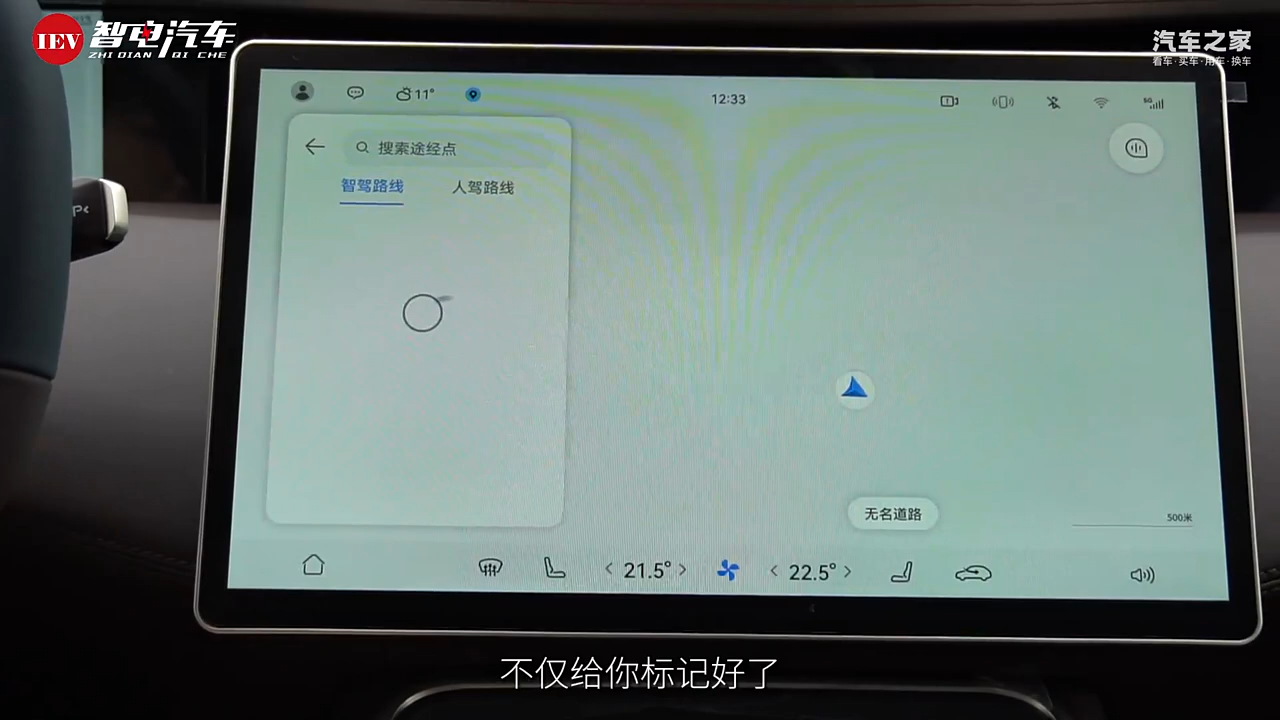 IEV 智电汽车
ZHI DIAN QI CHE
汽车之家
看车·买车·用车·换车
11°
12:33
5G
搜索途经点
智驾路线
人驾路线
P
无名道路
500米
21.5°
22.5°
不仅给你标记好了